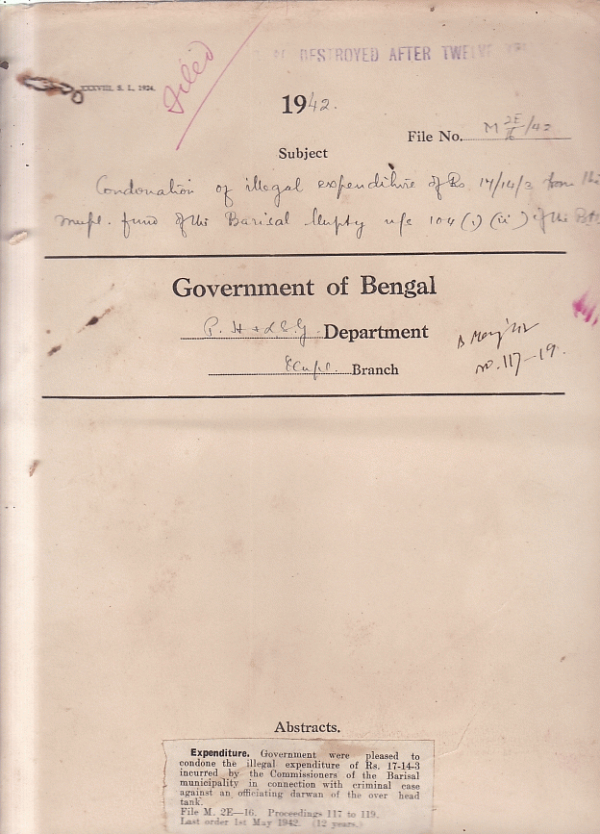 Filed
DESTROYED AFTER TWELVE
XXXVIII, S. I., 1924.
1942.
File No. M 2E/16/42
Subject
Condonation of illegal expenditure of Rs. 17/14/3 from the
mupl. fund of the Barisal Mupty u/s 104 (1) (ii) of the
Government of Bengal
P. H & L. S. G. Department
Branch
No. 117–19.
Abstracts.
Expenditure. Government were pleased to
condone the illegal expenditure of Rs. 17-14-3
incurred by the Commissioners of the Barisal
municipality in connection with criminal case
against an officiating darwan of the over head
tank.
File M. 2E—16. Proceedings 117 to 119.
Last order 1st May 1942. (12 years.)